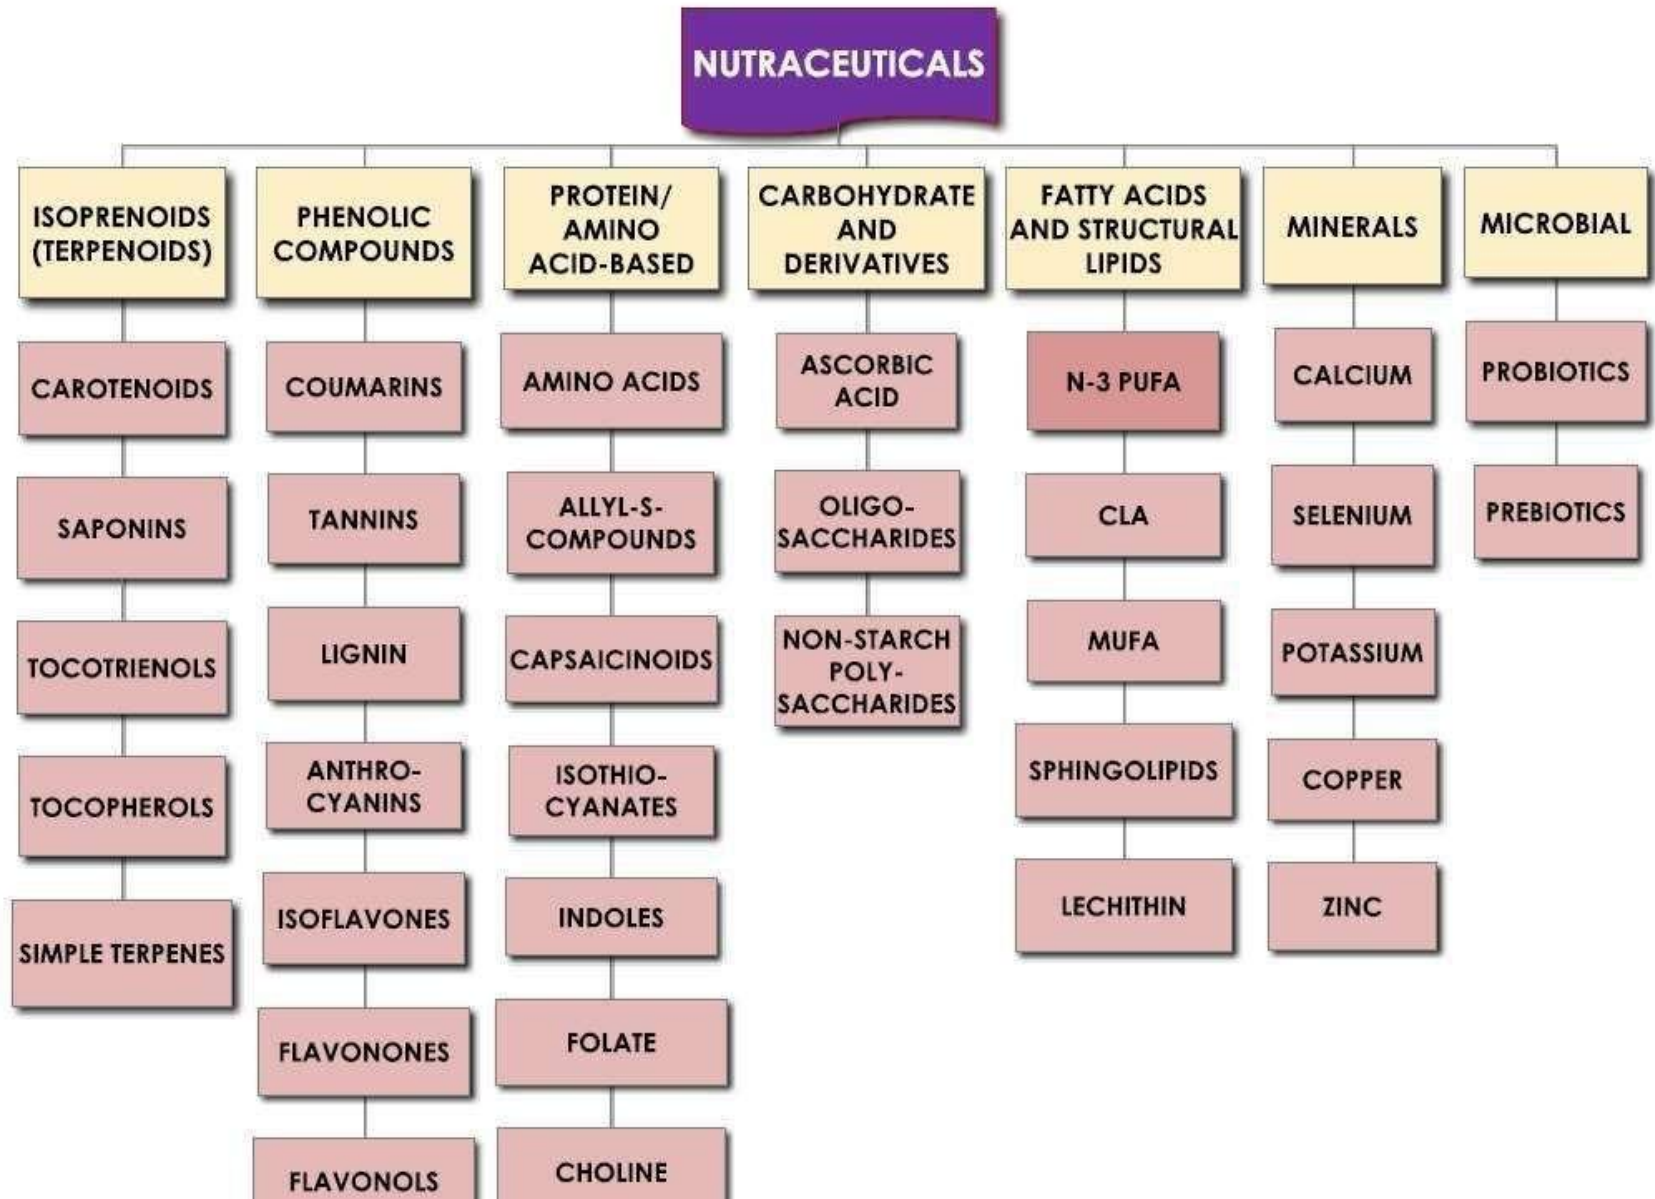 NUTRACEUTICALS
ISOPRENOIDS
(TERPENOIDS)
CAROTENOIDS
SAPONINS
TOCOTRIENOLS
TOCOPHEROLS
SIMPLE TERPENES
PHENOLIC
COMPOUNDS
COUMARINS
TANNINS
LIGNIN
ANTHRO-
CYANINS
ISOFLAVONES
FLAVONONES
FLAVONOLS
PROTEIN/
AMINO
ACID-BASED
AMINO ACIDS
ALLYL-S-
COMPOUNDS
CAPSAICINOIDS
ISOTHIO-
CYANATES
INDOLES
FOLATE
CHOLINE
CARBOHYDRATE
AND
DERIVATIVES
ASCORBIC
ACID
OLIGO-
SACCHARIDES
NON-STARCH
POLY-
SACCHARIDES
FATTY ACIDS
AND STRUCTURAL
LIPIDS
N-3 PUFA
CLA
MUFA
SPHINGOLIPIDS
LECHITHIN
MINERALS
CALCIUM
SELENIUM
POTASSIUM
COPPER
ZINC
MICROBIAL
PROBIOTICS
PREBIOTICS